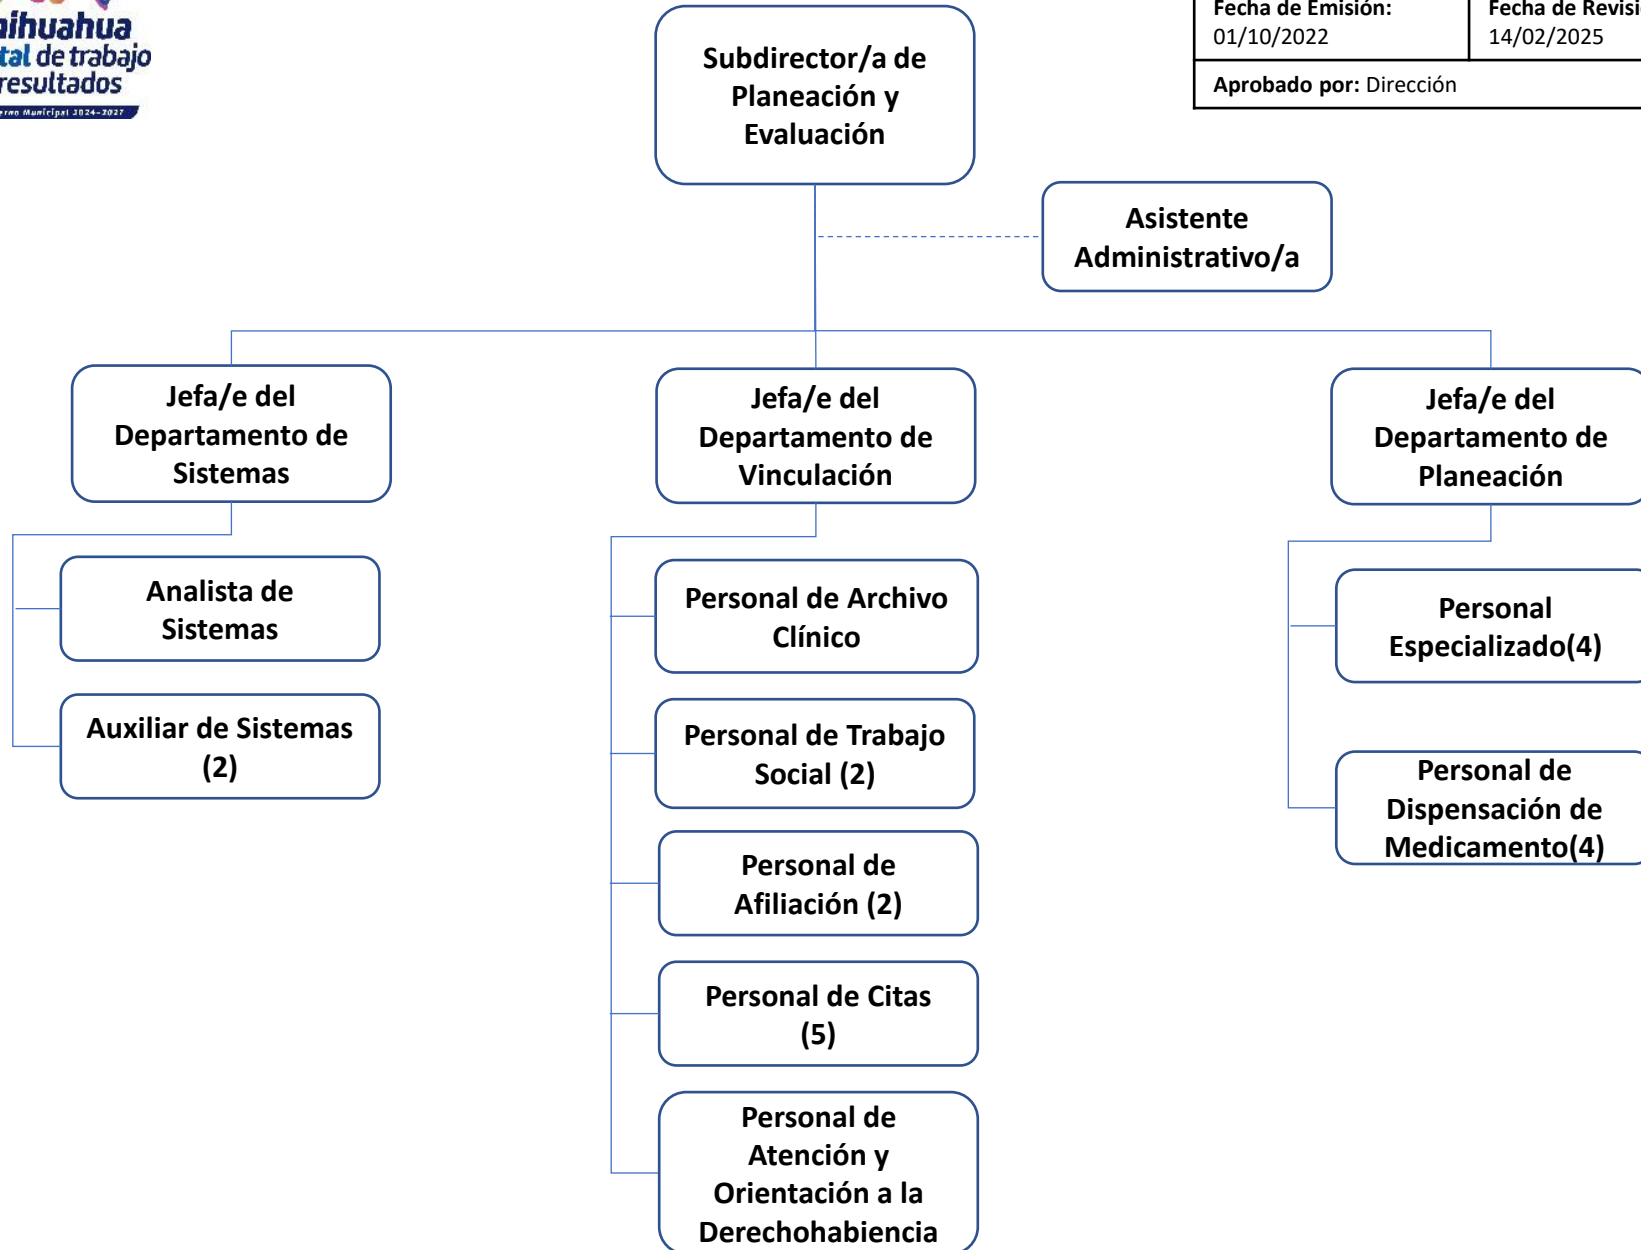 de trabajo
resultados
Municipal 2024-2027
Fecha de Emisión:
01/10/2022
14/02/2025
Fecha de
Aprobado por: Dirección
Subdirector/a de
Planeación y
Evaluación
Asistente
Administrativo/a
Jefa/e del
Departamento de
Sistemas
Jefa/e del
Departamento de
Vinculación
Jefa/e del
Departamento de
Planeación
Analista de
Sistemas
Auxiliar de Sistemas
(2)
Personal de Archivo
Clínico
Personal de Trabajo
Social (2)
Personal de
Afiliación (2)
Personal de Citas
(5)
Personal de
Atención y
Orientación a la
Derechohabiencia
Personal
Especializado(4)
Personal de
Dispensación de
Medicamento(4)